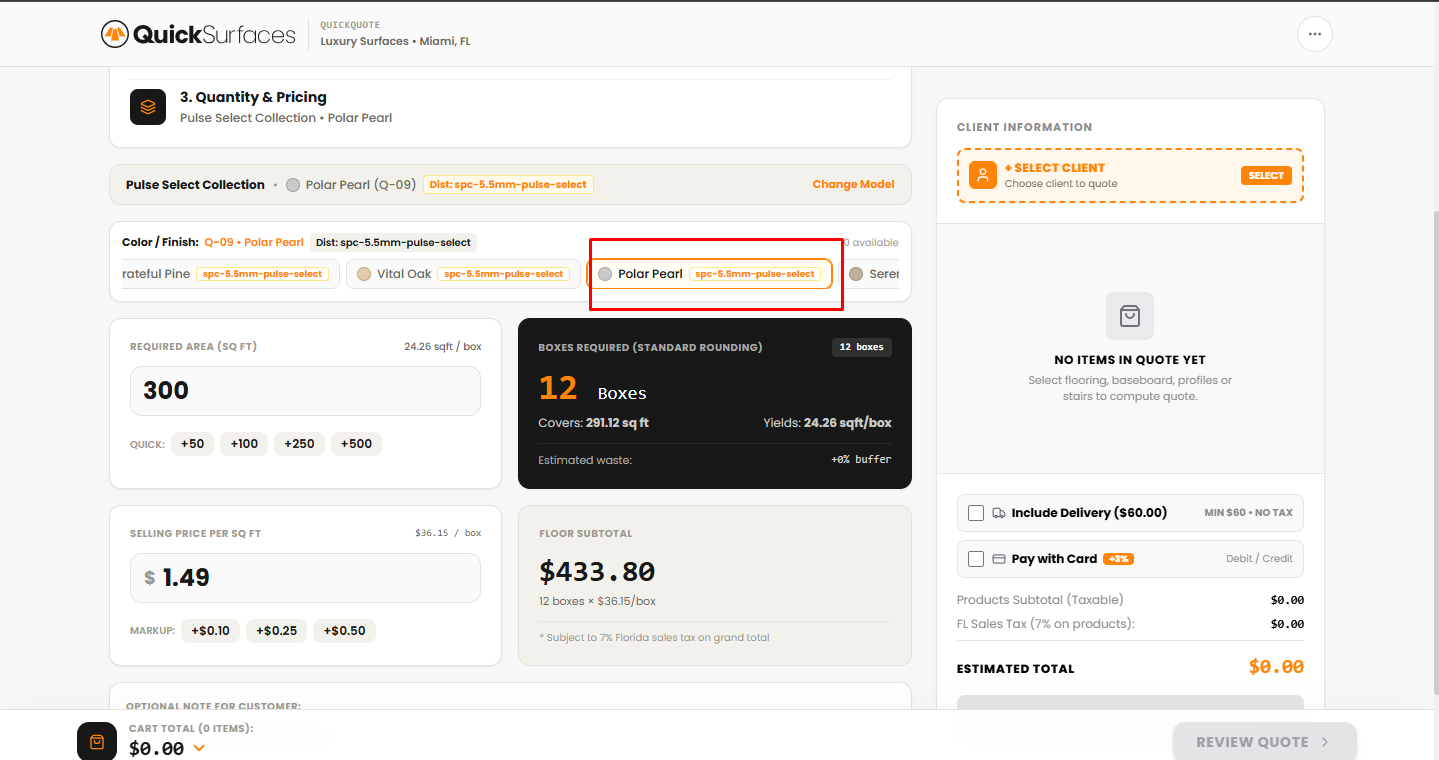 QuickSurfaces
QUICKQUOTE
Luxury Surfaces • Miami, FL
3. Quantity & Pricing
Pulse Select Collection • Polar Pearl
Pulse Select Collection • Polar Pearl (Q-09) Dist: spc-5.5mm-pulse-select Change Model
Color / Finish: Q-09 • Polar Pearl Dist: spc-5.5mm-pulse-select 0 available
rateful Pine spc-5.5mm-pulse-select Vital Oak spc-5.5mm-pulse-select Polar Pearl spc-5.5mm-pulse-select Seren
REQUIRED AREA (SQ FT) 24.26 sqft / box
300
QUICK: +50 +100 +250 +500
BOXES REQUIRED (STANDARD ROUNDING) 12 boxes
12 Boxes
Covers: 291.12 sq ft Yields: 24.26 sqft/box
Estimated waste: +0% buffer
SELLING PRICE PER SQ FT $36.15 / box
$ 1.49
MARKUP: +$0.10 +$0.25 +$0.50
FLOOR SUBTOTAL
$433.80
12 boxes × $36.15/box
* Subject to 7% Florida sales tax on grand total
OPTIONAL NOTE FOR CUSTOMER:
CLIENT INFORMATION
+ SELECT CLIENT
Choose client to quote
SELECT
NO ITEMS IN QUOTE YET
Select flooring, baseboard, profiles or
stairs to compute quote.
Include Delivery ($60.00) MIN $60 • NO TAX
Pay with Card +3% Debit / Credit
Products Subtotal (Taxable) $0.00
FL Sales Tax (7% on products): $0.00
ESTIMATED TOTAL $0.00
CART TOTAL (0 ITEMS):
$0.00
REVIEW QUOTE